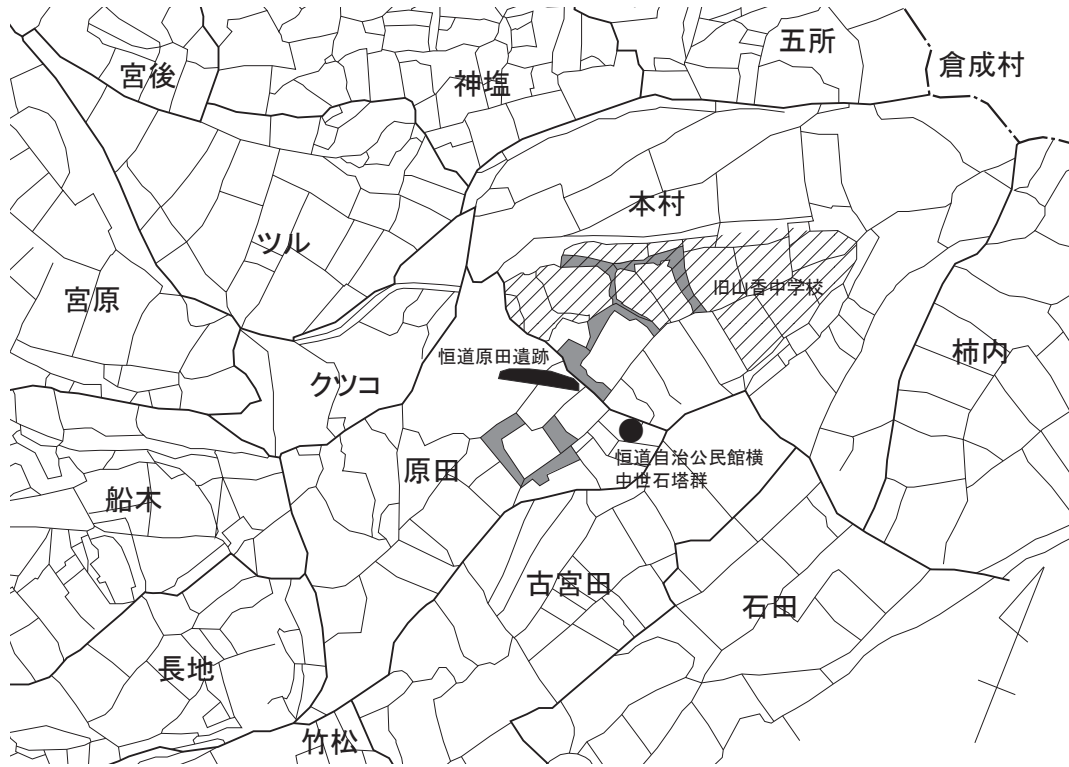 五所
倉成村
宮後
神塩
本村
ツル
宮原
旧山香中学校
恒道原田遺跡
柿内
クツコ
恒道自治公民館横
中世石塔群
原田
船木
古宮田
石田
長地
竹松